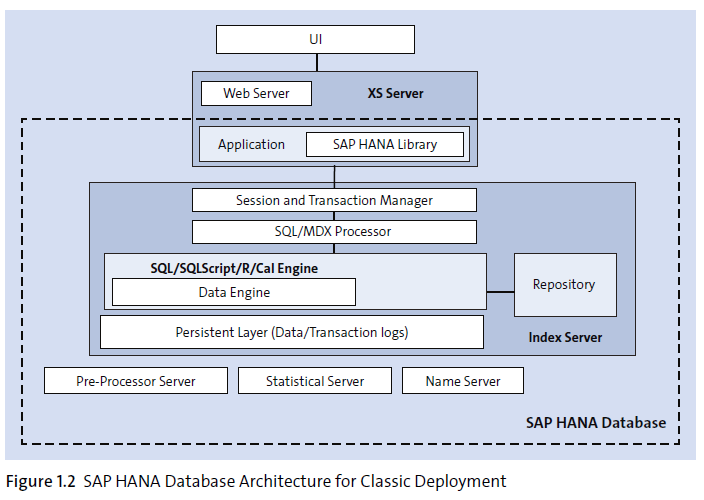 UI
Web Server
XS Server
Application
SAP HANA Library
Session and Transaction Manager
SQL/MDX Processor
SQL/SQLScript/R/Cal Engine
Data Engine
Repository
Persistent Layer (Data/Transaction logs)
Index Server
Pre-Processor Server
Statistical Server
Name Server
SAP HANA Database
Figure 1.2 SAP HANA Database Architecture for Classic Deployment